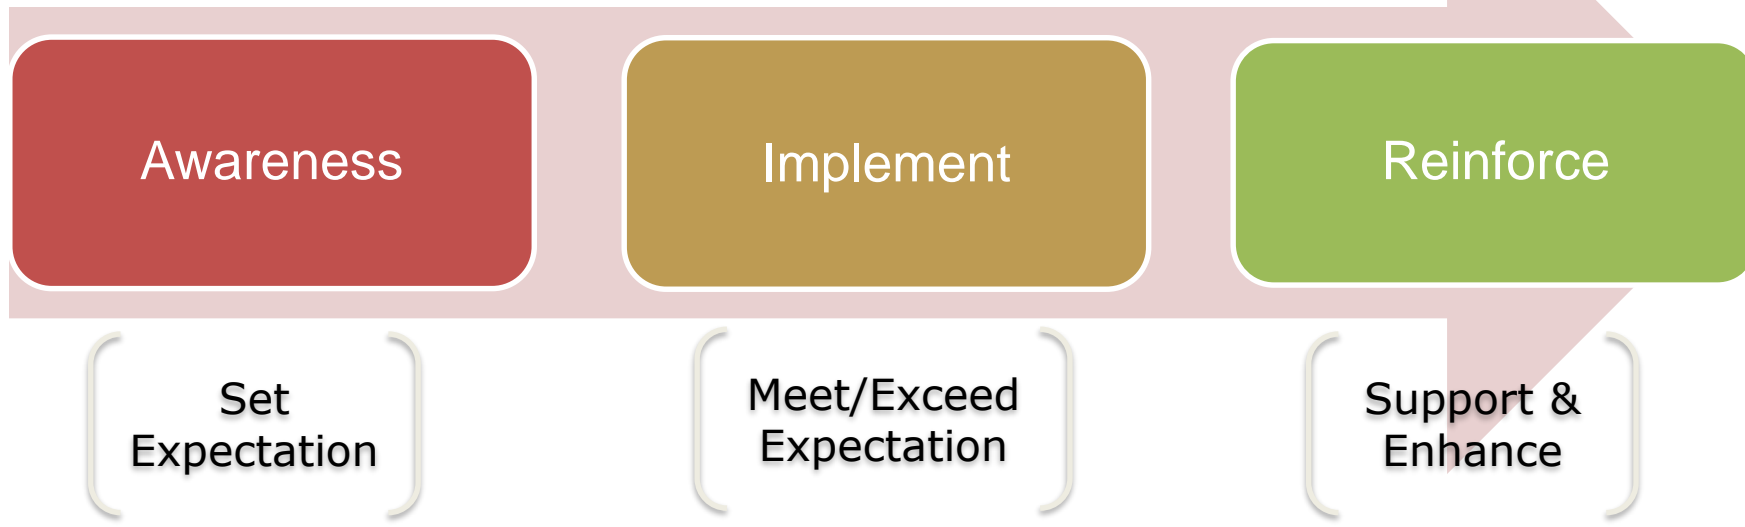 Awareness
Implement
Reinforce
Set
Expectation
Meet/Exceed
Expectation
Support &
Enhance